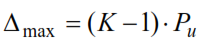 Δmax = (K − 1) · Pu